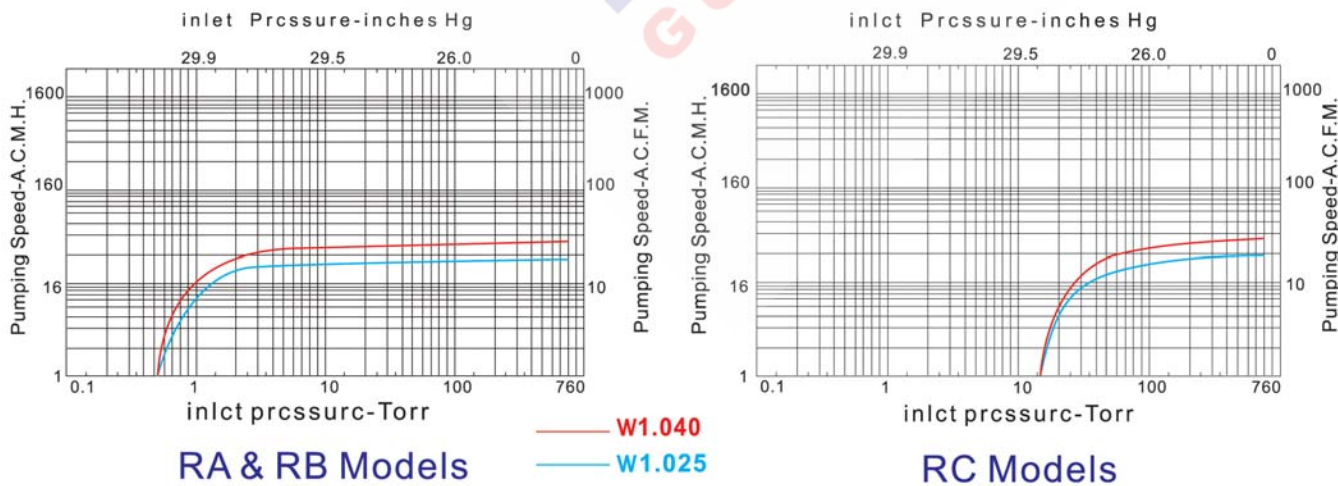 inlet Prcssure-inches Hg
29.9 29.5 26.0 0
1600 1000
160 100
16 10
1
0.1 1 10 100 760
Pumping Speed-A.C.M.H.
Pumping Speed-A.C.F.M.
inlct prcssurc-Torr
RA & RB Models
W1.040
W1.025
inlct Prcssure-inches Hg
29.9 29.5 26.0 0
1600 1000
160 100
16 10
1
0.1 1 10 100 760
Pumping Speed-A.C.M.H.
Pumping Speed-A.C.F.M.
inlct prcssurc-Torr
RC Models